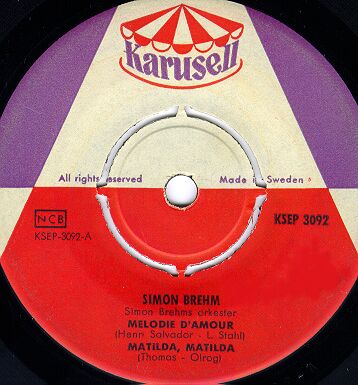 Karusell
All rights reserved Made in Sweden
NCB
KSEP-3092-A
KSEP 3092
SIMON BREHM
Simon Brehms orkester
MELODIE D'AMOUR
(Henri Salvador - L. Stahl)
MATILDA, MATILDA
(Thomas - Olrog)